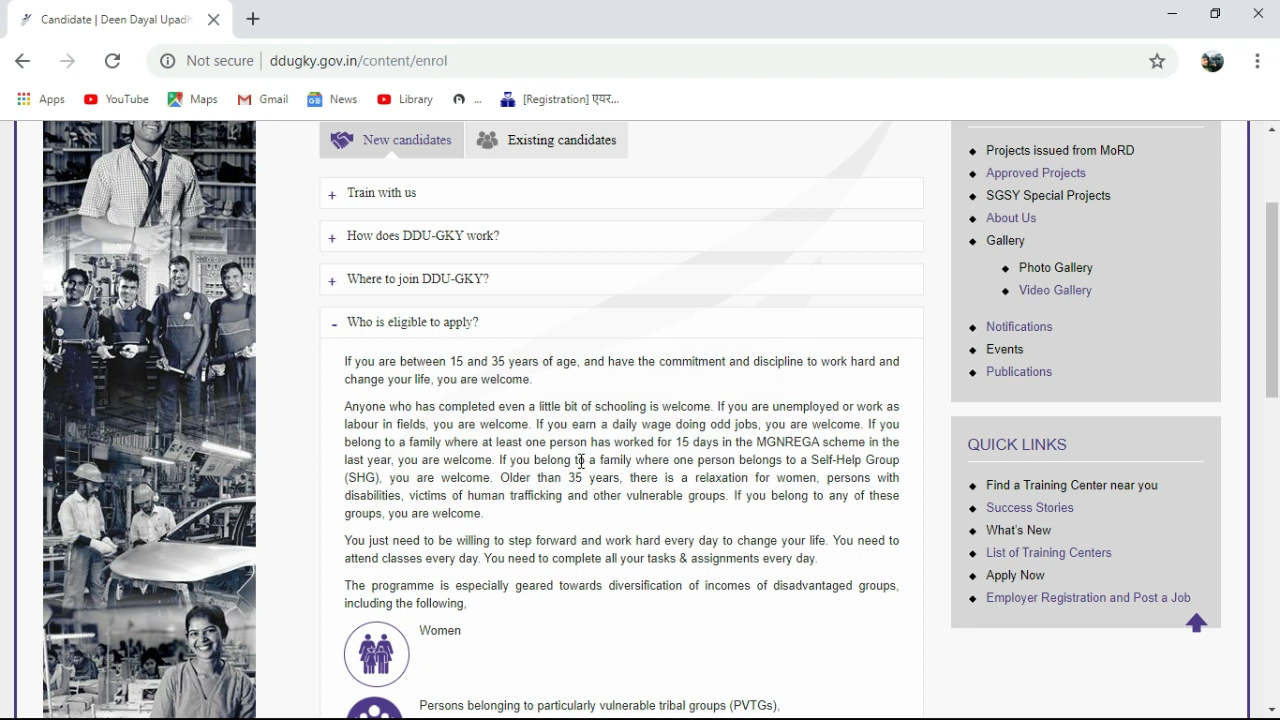 Candidate | Deen Dayal Upadh
Not secure | ddugky.gov.in/content/enrol
Apps YouTube Maps Gmail News Library ... [Registration] एयर...
New candidates Existing candidates
+ Train with us
+ How does DDU-GKY work?
+ Where to join DDU-GKY?
- Who is eligible to apply?
If you are between 15 and 35 years of age, and have the commitment and discipline to work hard and
change your life, you are welcome.
Anyone who has completed even a little bit of schooling is welcome. If you are unemployed or work as
labour in fields, you are welcome. If you earn a daily wage doing odd jobs, you are welcome. If you
belong to a family where at least one person has worked for 15 days in the MGNREGA scheme in the
last year, you are welcome. If you belong to a family where one person belongs to a Self-Help Group
(SHG), you are welcome. Older than 35 years, there is a relaxation for women, persons with
disabilities, victims of human trafficking and other vulnerable groups. If you belong to any of these
groups, you are welcome.
You just need to be willing to step forward and work hard every day to change your life. You need to
attend classes every day. You need to complete all your tasks & assignments every day.
The programme is especially geared towards diversification of incomes of disadvantaged groups,
including the following,
Women
Persons belonging to particularly vulnerable tribal groups (PVTGs),
Projects issued from MoRD
Approved Projects
SGSY Special Projects
About Us
Gallery
Photo Gallery
Video Gallery
Notifications
Events
Publications
QUICK LINKS
Find a Training Center near you
Success Stories
What's New
List of Training Centers
Apply Now
Employer Registration and Post a Job